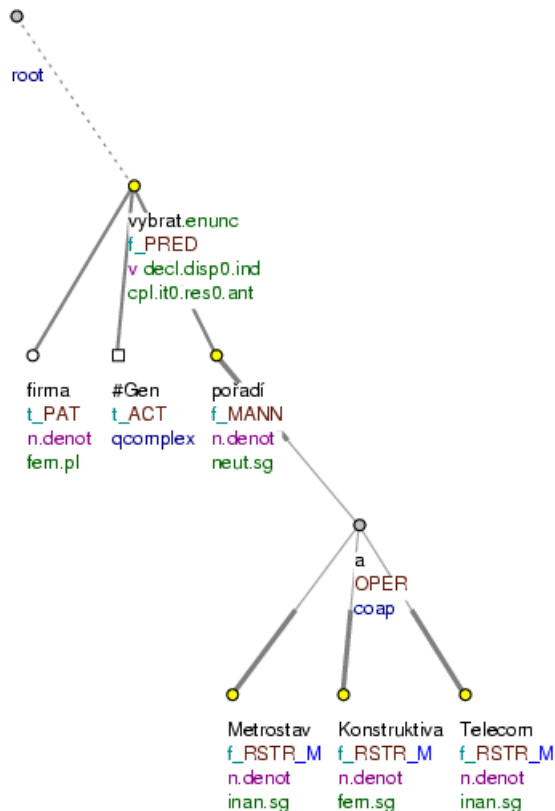 root
vybrat.enunc
f_PRED
v decl.disp0.ind
cpl.it0.res0.ant
firma #Gen pořadí
t_PAT t_ACT f_MANN
n.denot qcomplex n.denot
fem.pl neut.sg
a
OPER
coap
Metrostav Konstruktiva Telecom
f_RSTR_M f_RSTR_M f_RSTR_M
n.denot n.denot n.denot
inan.sg fem.sg inan.sg